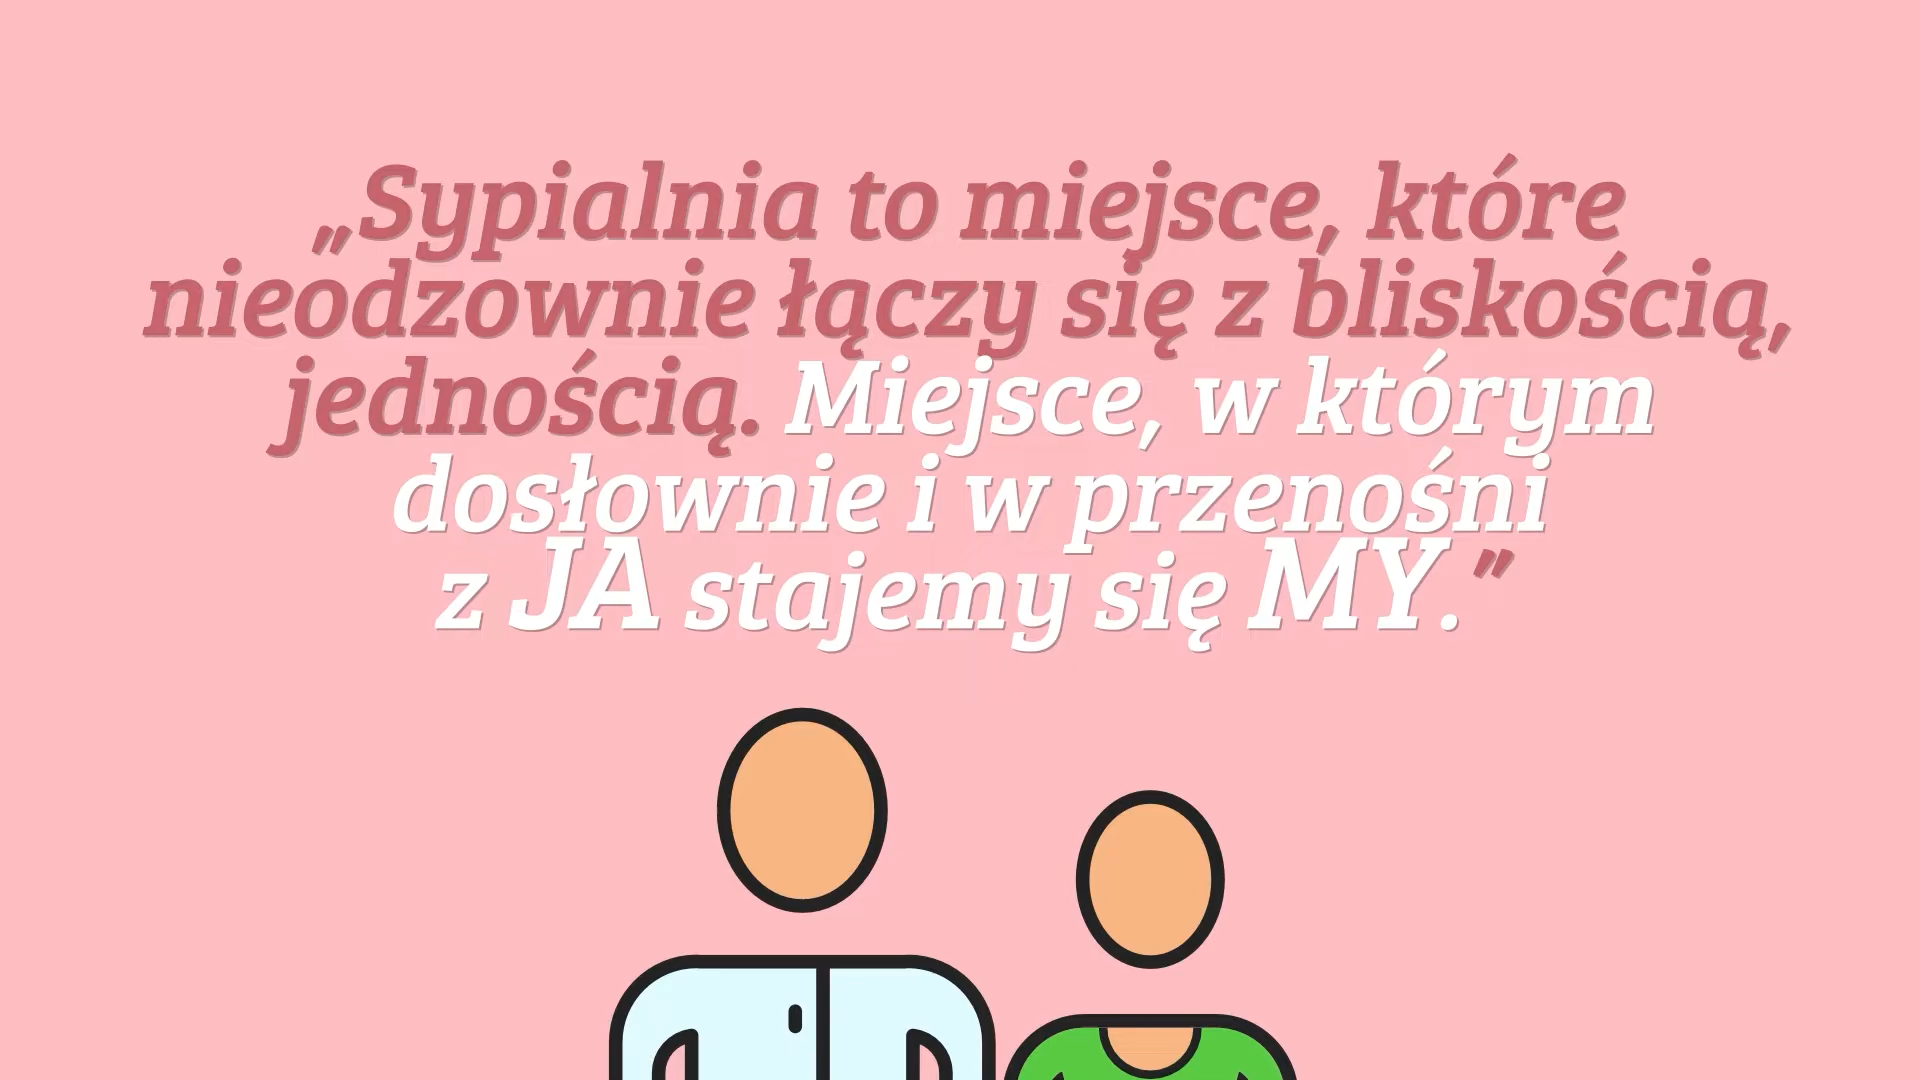 „Sypialnia to miejsce, które
nieodzownie łączy się z bliskością,
jednością. Miejsce, w którym
dosłownie i w przenośni
z JA stajemy się MY.”